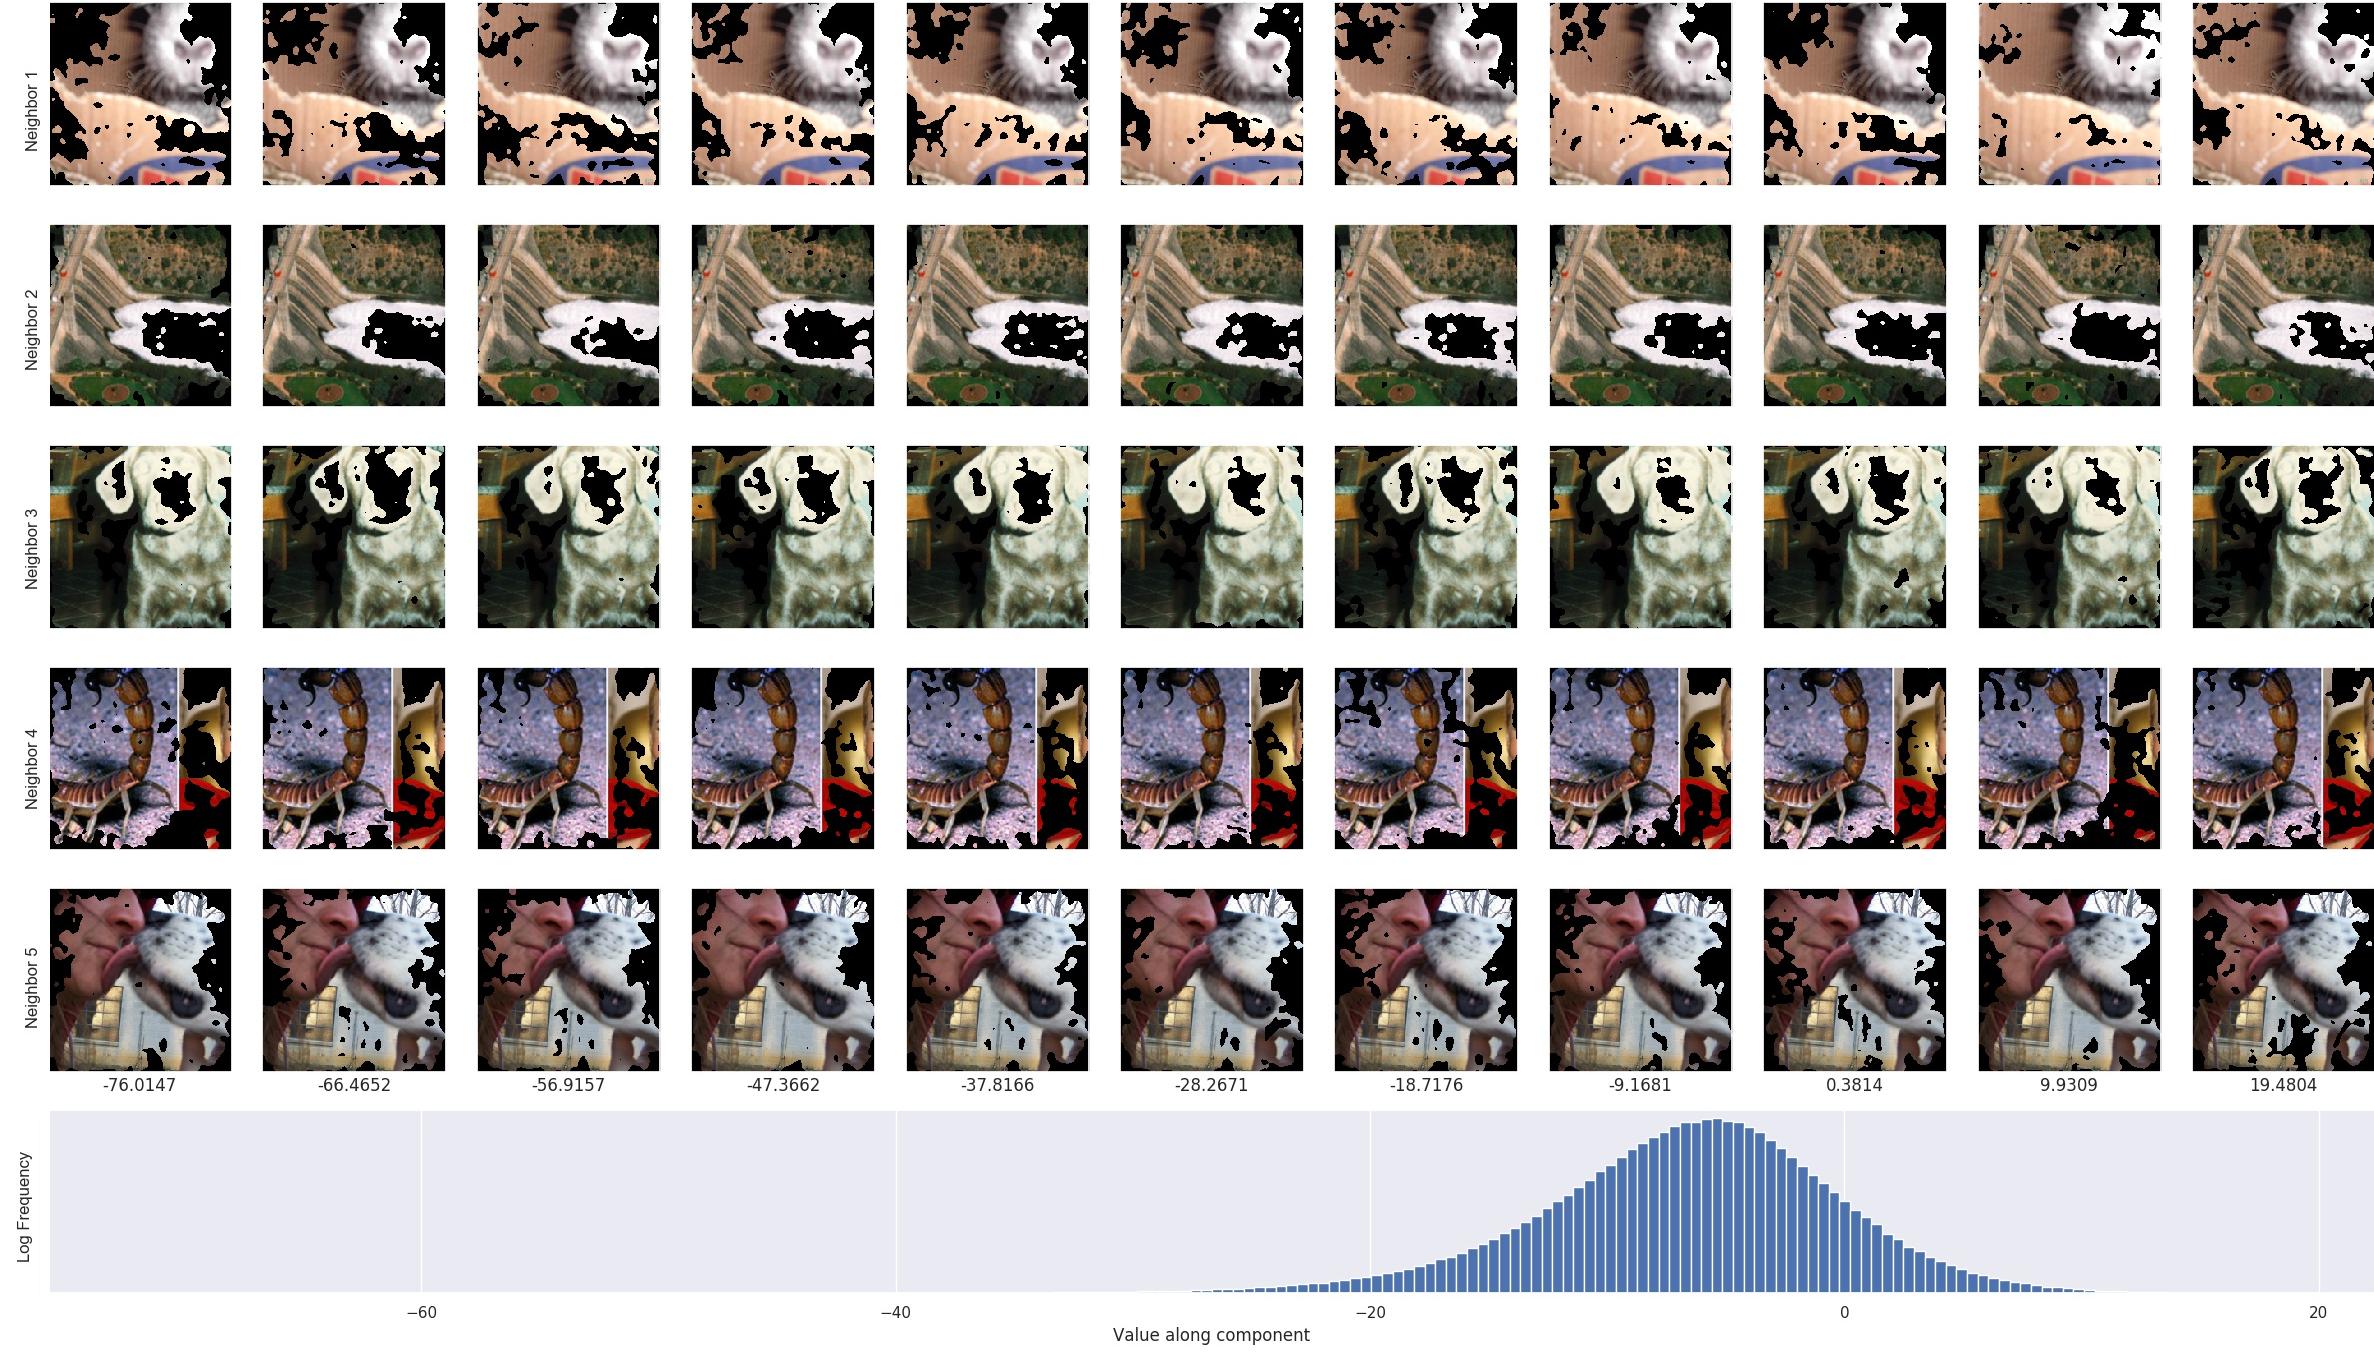 Neighbor 1
Neighbor 2
Neighbor 3
Neighbor 4
Neighbor 5
-76.0147 -66.4652 -56.9157 -47.3662 -37.8166 -28.2671 -18.7176 -9.1681 0.3814 9.9309 19.4804
Log Frequency
−60 −40 −20 0 20
Value along component